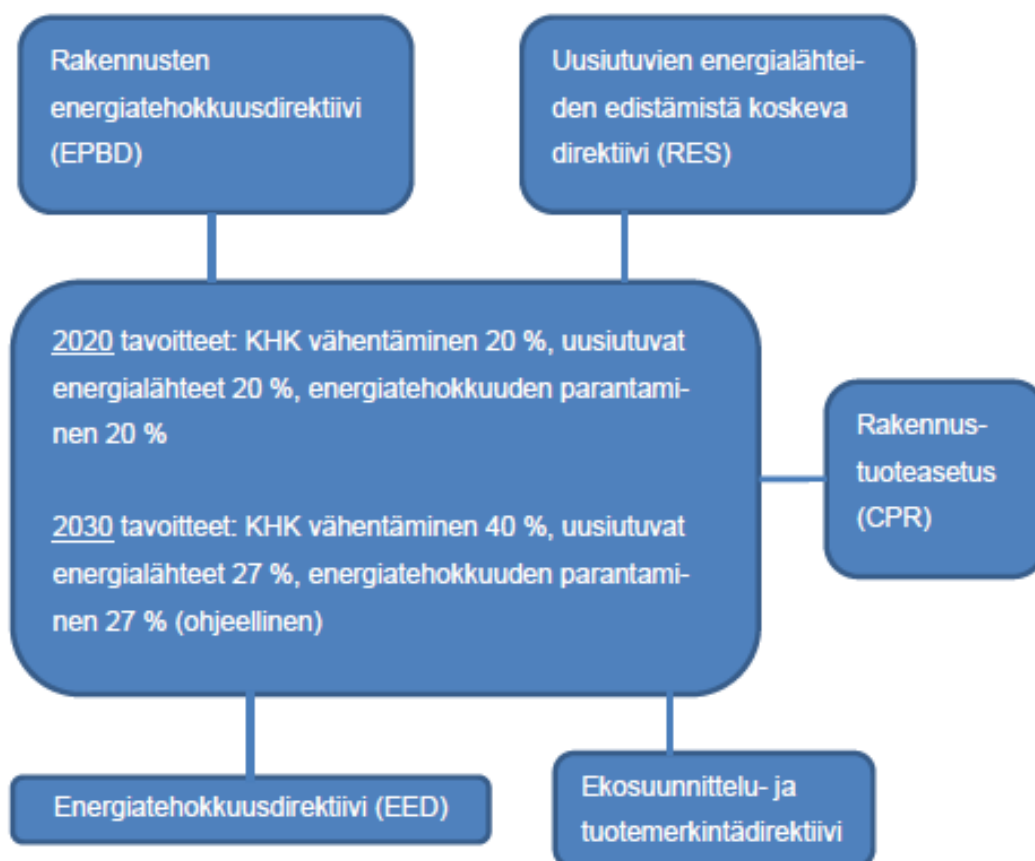 Rakennusten
energiatehokkuusdirektiivi
(EPBD)
Uusiutuvien energialähtei-
den edistämistä koskeva
direktiivi (RES)
2020 tavoitteet: KHK vähentäminen 20 %, uusiutuvat
energialähteet 20 %, energiatehokkuuden parantami-
nen 20 %
2030 tavoitteet: KHK vähentäminen 40 %, uusiutuvat
energialähteet 27 %, energiatehokkuuden parantami-
nen 27 % (ohjeellinen)
Rakennus-
tuoteasetus
(CPR)
Energiatehokkuusdirektiivi (EED)
Ekosuunnittelu- ja
tuotemerkintädirektiivi